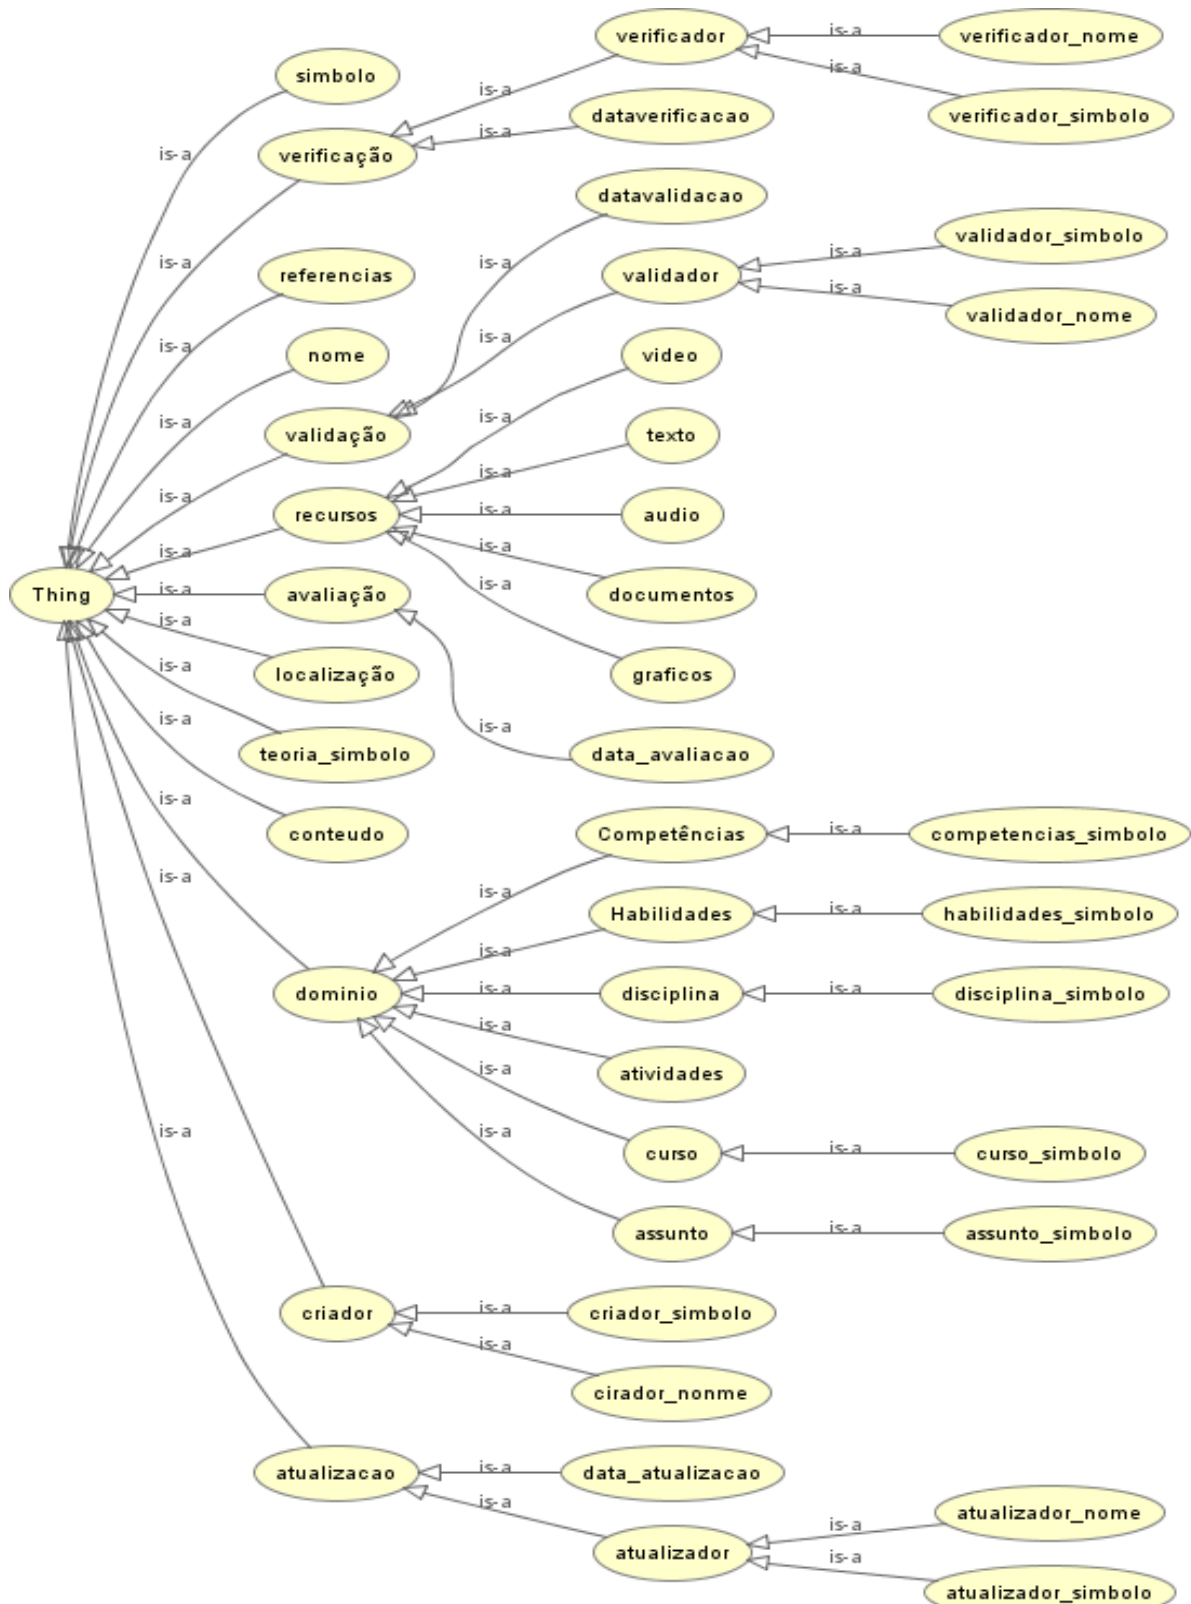 verificador
is-a
verificador_nome
simbolo
is-a
is-a
dataverificacao
verificador_simbolo
is-a
is-a
verificação
datavalidacao
validador_simbolo
is-a
is-a
is-a
referencias
validador
is-a
validador_nome
is-a
is-a
nome
video
is-a
is-a
validação
texto
is-a
is-a
recursos
is-a
audio
is-a
is-a
Thing
is-a
avaliação
documentos
is-a
is-a
localização
graficos
is-a
is-a
is-a
teoria_simbolo
data_avaliacao
is-a
conteudo
Competências
is-a
competencias_simbolo
is-a
is-a
Habilidades
is-a
habilidades_simbolo
is-a
dominio
is-a
disciplina
is-a
disciplina_simbolo
is-a
atividades
is-a
is-a
is-a
curso
is-a
curso_simbolo
assunto
is-a
assunto_simbolo
criador
is-a
criador_simbolo
is-a
cirador_nonme
atualizacao
is-a
data_atualizacao
is-a
atualizador_nome
is-a
atualizador
is-a
atualizador_simbolo